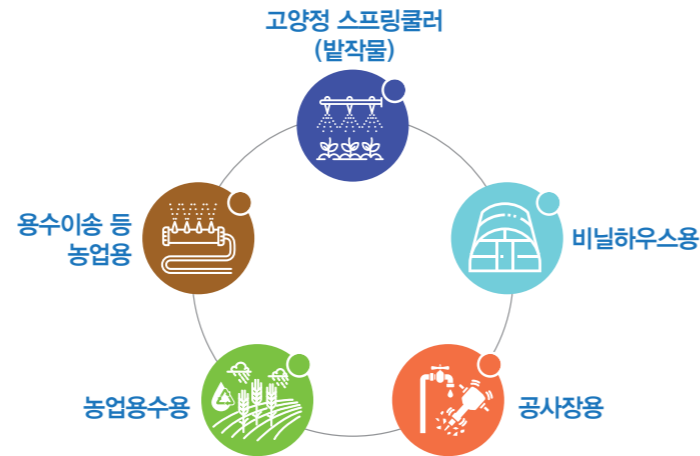 고양정 스프링쿨러
(밭작물)
용수이송 등
농업용
비닐하우스용
농업용수용
공사장용